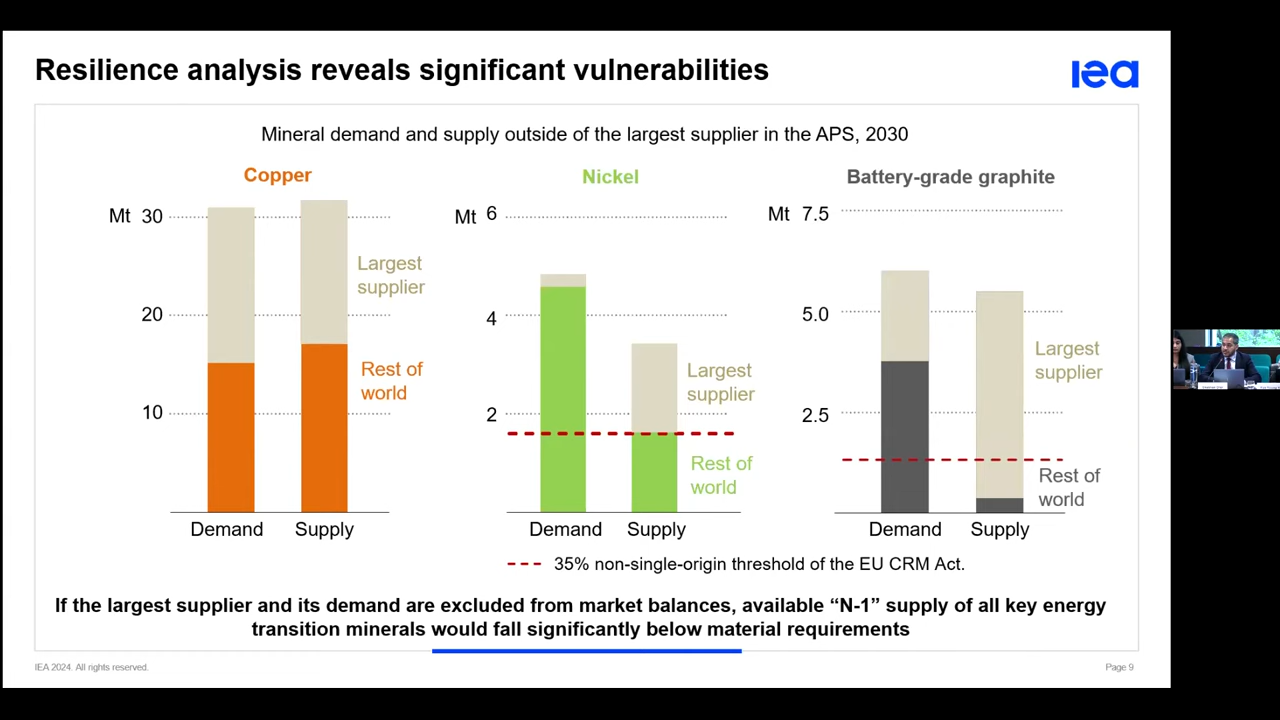 Resilience analysis reveals significant vulnerabilities
iea
Mineral demand and supply outside of the largest supplier in the APS, 2030
Copper
Mt 30
20
10
Largest
supplier
Rest of
world
Demand Supply
Nickel
Mt 6
4
2
Largest
supplier
Rest of
world
Demand Supply
Battery-grade graphite
Mt 7.5
5.0
2.5
Largest
supplier
Rest of
world
Demand Supply
35% non-single-origin threshold of the EU CRM Act.
If the largest supplier and its demand are excluded from market balances, available “N-1” supply of all key energy
transition minerals would fall significantly below material requirements
IEA 2024. All rights reserved.
Page 9